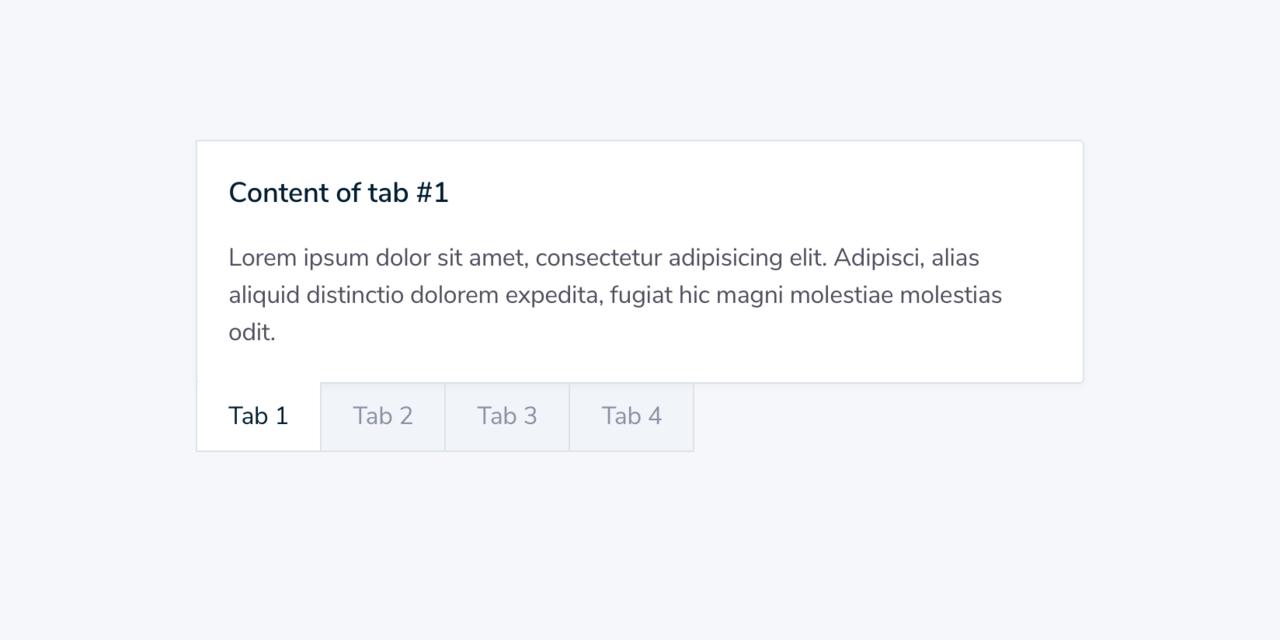 Content of tab #1
Lorem ipsum dolor sit amet, consectetur adipisicing elit. Adipisci, alias
aliquid distinctio dolorem expedita, fugiat hic magni molestiae molestias
odit.
Tab 1 Tab 2 Tab 3 Tab 4